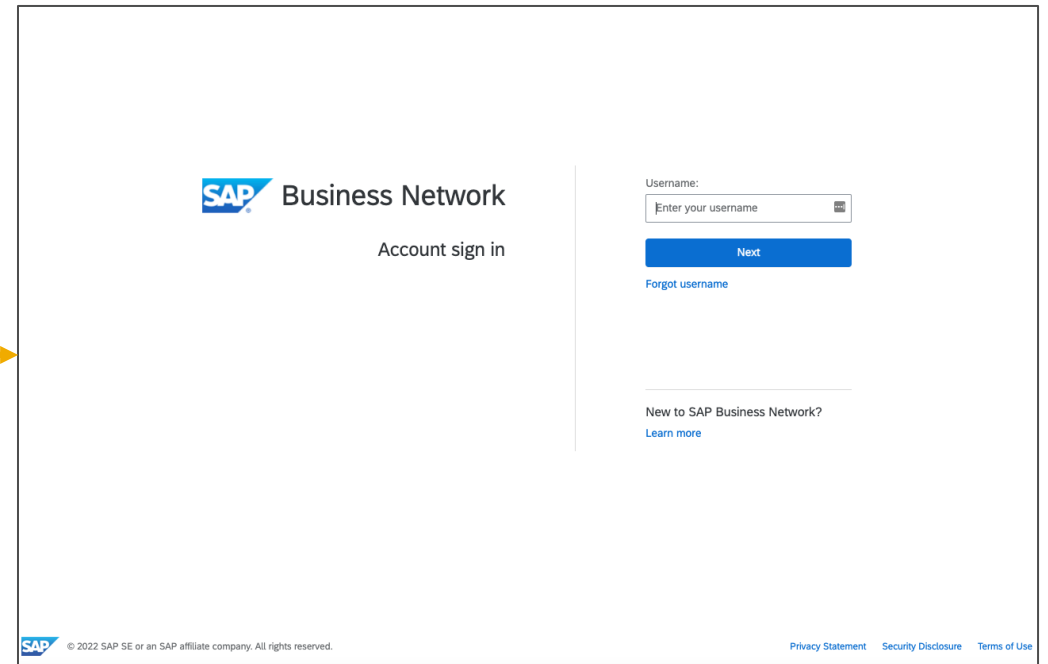 SAP Business Network
Account sign in
Username:
Enter your username
Next
Forgot username
New to SAP Business Network?
Learn more
SAP © 2022 SAP SE or an SAP affiliate company. All rights reserved.
Privacy Statement Security Disclosure Terms of Use